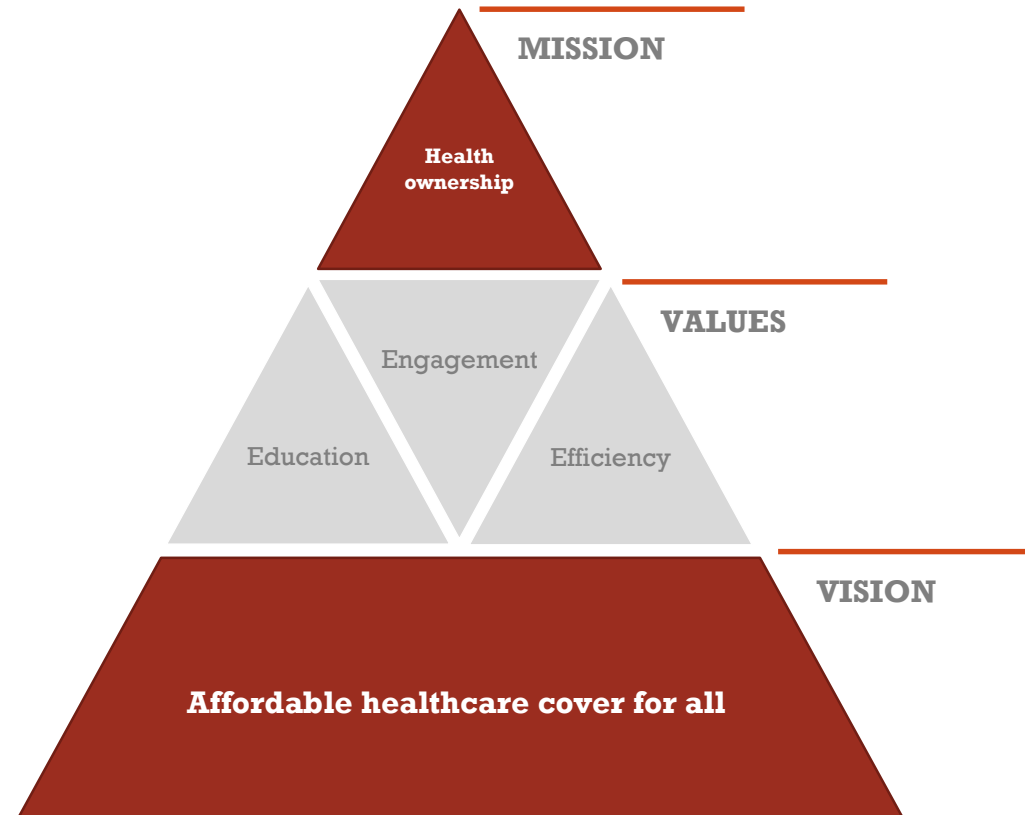 MISSION
Health
ownership
VALUES
Engagement
Education
Efficiency
VISION
Affordable healthcare cover for all